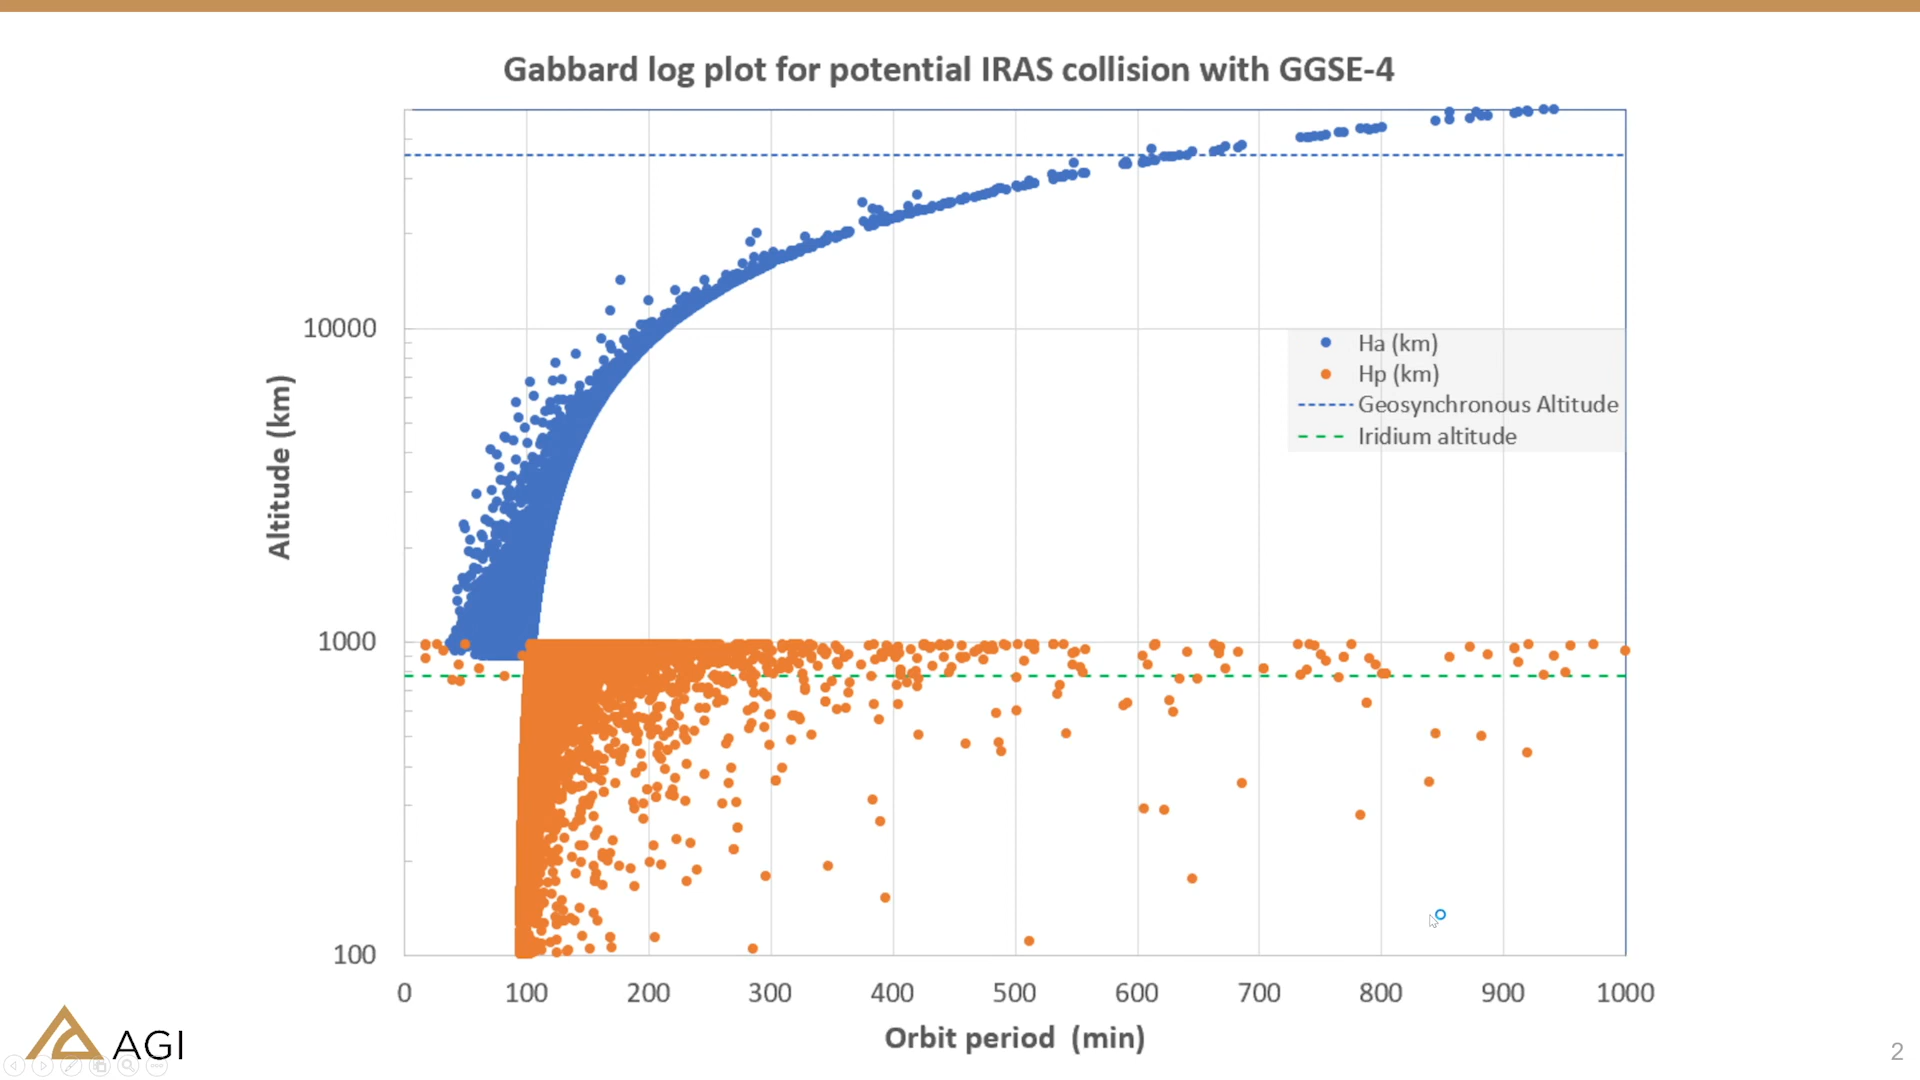 Gabbard log plot for potential IRAS collision with GGSE-4
Altitude (km)
10000
1000
100
Ha (km)
Hp (km)
Geosynchronous Altitude
Iridium altitude
0 100 200 300 400 500 600 700 800 900 1000
Orbit period (min)
AGI
2